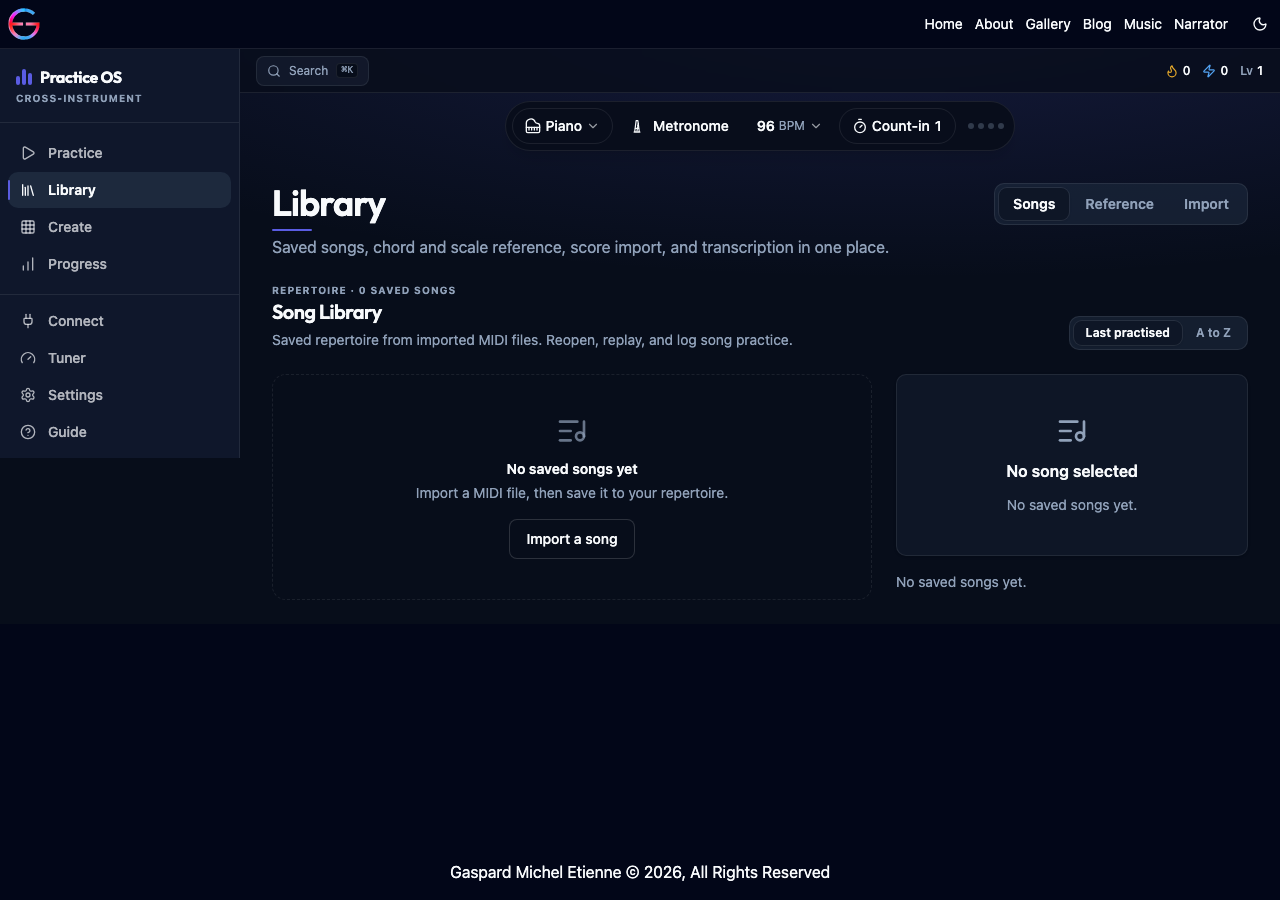 Home About Gallery Blog Music Narrator
Practice OS
CROSS-INSTRUMENT
Search ⌘K
0 0 Lv 1
Piano Metronome 96 BPM Count-in 1
Practice
Library
Create
Progress
Connect
Tuner
Settings
Guide
Library
Songs Reference Import
Saved songs, chord and scale reference, score import, and transcription in one place.
REPERTOIRE · 0 SAVED SONGS
Song Library
Saved repertoire from imported MIDI files. Reopen, replay, and log song practice.
Last practised A to Z
No saved songs yet
Import a MIDI file, then save it to your repertoire.
Import a song
No song selected
No saved songs yet.
No saved songs yet.
Gaspard Michel Etienne © 2026, All Rights Reserved